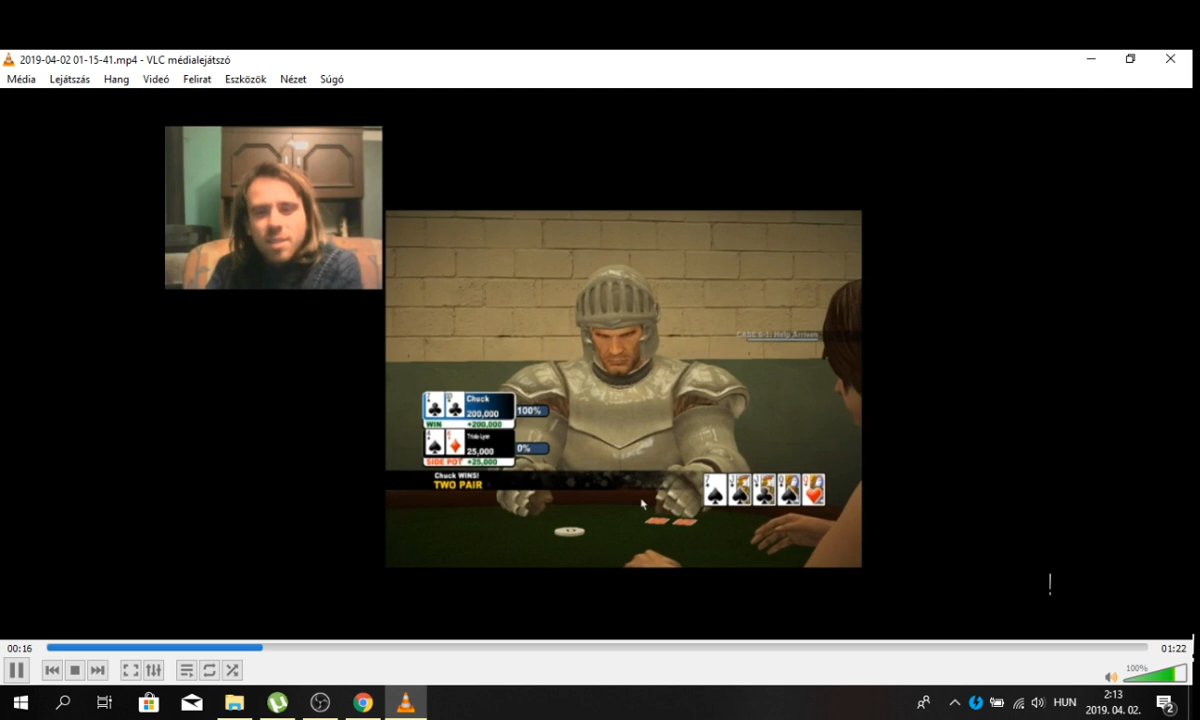 2019-04-02 01-15-41.mp4 - VLC médialejátszó
Média Lejátszás Hang Videó Felirat Eszközök Nézet Súgó
CASE 6-1: Help Arrives
Chuck
200,000
100%
WIN +200,000
25,000
0%
SIDE POT +25,000
Chuck WINS!
TWO PAIR
00:16
01:22
100%
HUN
2:13
2019. 04. 02.
2